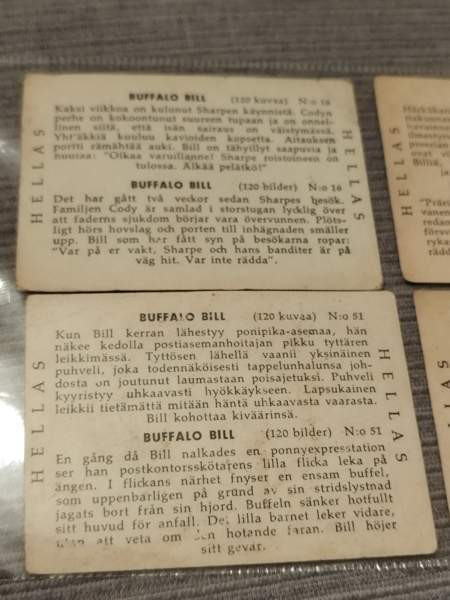 BUFFALO BILL (120 kuvaa) N:o 16
Kaksi viikkoa on kulunut Sharpen käynnistä. Codyn
perhe on kokoontunut suureen tupaan ja on onnel-
linen siitä, että isän sairaus on väistymässä.
Yht'äkkiä kuuluu kavioiden kopsetta. Aitauksen
portti rämähtää auki. Bill on tähyillyt saapuvia ja
huutaa: "Olkaa varuillanne! Sharpe roistoineen on
tulossa. Älkää pelätkö!"
BUFFALO BILL (120 bilder) N:o 16
Det har gått två veckor sedan Sharpes besök.
Familjen Cody är samlad i storstugan lycklig över
att faderns sjukdom börjar vara övervunnen. Plöts-
ligt hörs hovslag och porten till inhägnaden smäller
upp. Bill som har fått syn på besökarna ropar:
"Var på er vakt, Sharpe och hans banditer är på
väg hit. Var inte rädda".
HELLAS
HELLAS
BUFFALO BILL (120 kuvaa) N:o 51
Kun Bill kerran lähestyy ponipika-asemaa, hän
näkee kedolla postiasemanhoitajan pikku tyttären
leikkimässä. Tyttösen lähellä vaanii yksinäinen
puhveli, joka todennäköisesti tappelunhalunsa joh-
dosta on joutunut laumastaan poisajetuksi. Puhveli
kyyristyy uhkaavasti hyökkäykseen. Lapsukainen
leikkii tietämättä mitään häntä uhkaavasta vaarasta.
Bill kohottaa kiväärinsä.
BUFFALO BILL (120 bilder) N:o 51
En gång då Bill nalkades en ponnyexpresstation
ser han postkontorsskötarens lilla flicka leka på
ängen. I flickans närhet fnyser en ensam buffel,
som uppenbarligen på grund av sin stridslystnad
jagats bort från sin hjord. Buffeln sänker hotfullt
sitt huvud för anfall. Det lilla barnet leker vidare,
utan att veta om den hotande faran. Bill höjer
sitt gevär.
HELLAS
HELLAS
"Präri
vanen
nedan
försv
ryka
rädd